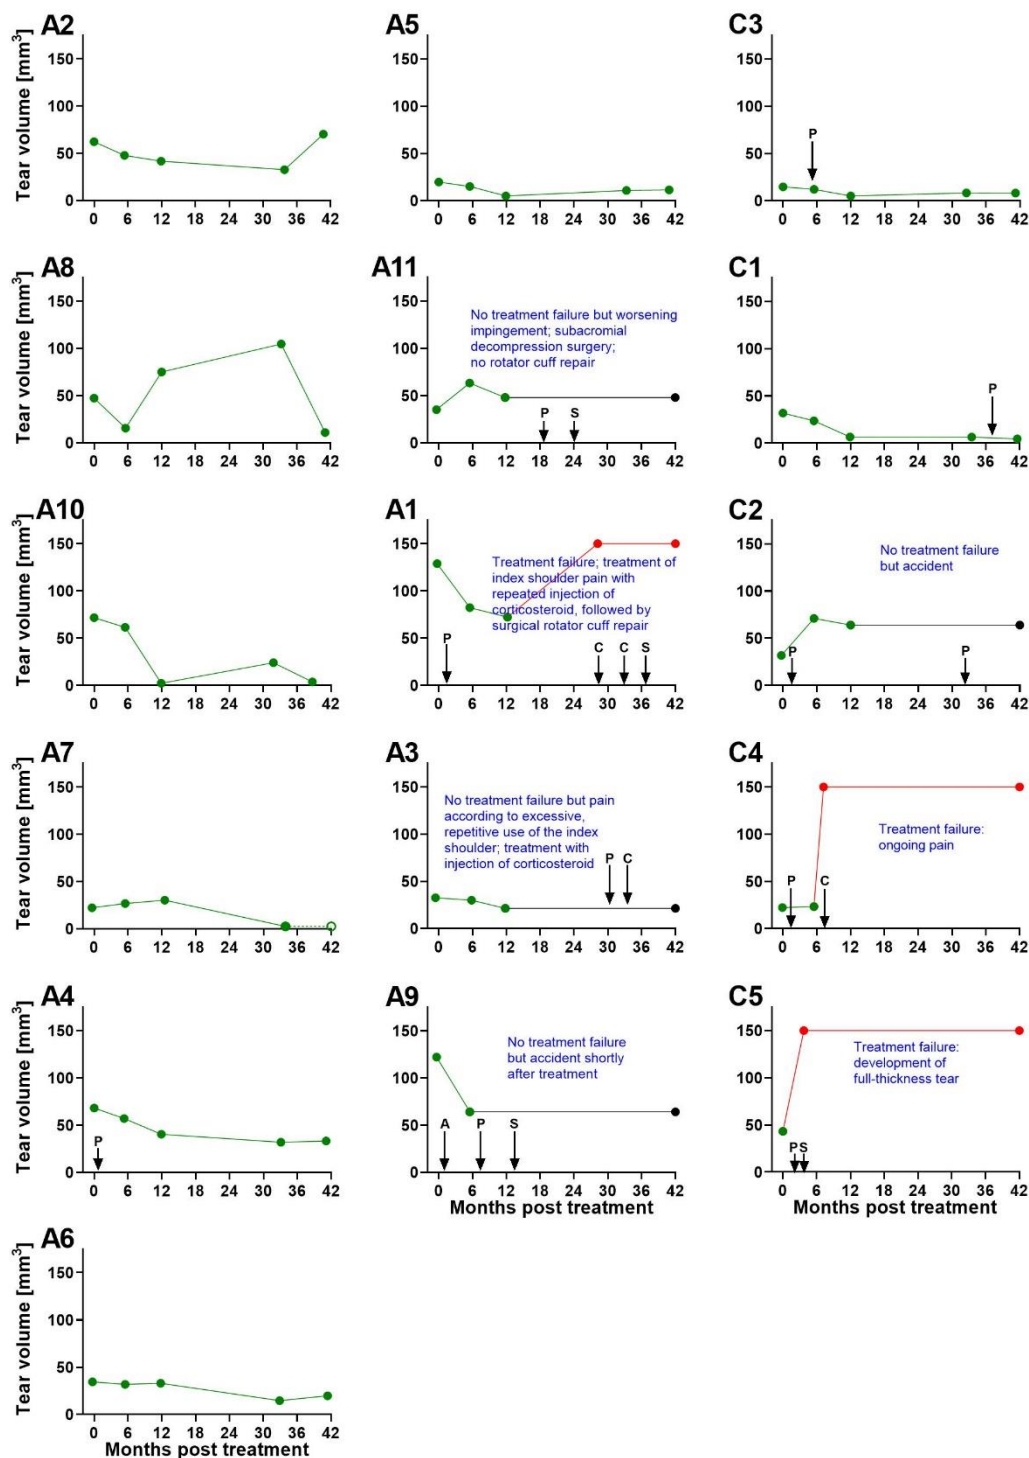 A2
Tear volume [mm³]
150
100
50
0
0 6 12 18 24 30 36 42
A5
150
100
50
0
0 6 12 18 24 30 36 42
C3
150
100
50
0
P
0 6 12 18 24 30 36 42
A8
Tear volume [mm³]
150
100
50
0
0 6 12 18 24 30 36 42
A11
150
100
50
0
No treatment failure but worsening
impingement; subacromial
decompression surgery;
no rotator cuff repair
P S
0 6 12 18 24 30 36 42
C1
150
100
50
0
P
0 6 12 18 24 30 36 42
A10
Tear volume [mm³]
150
100
50
0
0 6 12 18 24 30 36 42
A1
150
100
50
0
Treatment failure; treatment of
index shoulder pain with
repeated injection of
corticosteroid, followed by
surgical rotator cuff repair
P C C S
0 6 12 18 24 30 36 42
C2
150
100
50
0
No treatment failure
but accident
P P
0 6 12 18 24 30 36 42
A7
Tear volume [mm³]
150
100
50
0
0 6 12 18 24 30 36 42
A3
150
100
50
0
No treatment failure but pain
according to excessive,
repetitive use of the index
shoulder; treatment with
injection of corticosteroid
P C
0 6 12 18 24 30 36 42
C4
150
100
50
0
Treatment failure:
ongoing pain
P C
0 6 12 18 24 30 36 42
A4
Tear volume [mm³]
150
100
50
0
P
0 6 12 18 24 30 36 42
A9
150
100
50
0
No treatment failure
but accident shortly
after treatment
A P S
0 6 12 18 24 30 36 42
Months post treatment
C5
150
100
50
0
Treatment failure:
development of
full-thickness tear
P S
0 6 12 18 24 30 36 42
Months post treatment
A6
Tear volume [mm³]
150
100
50
0
0 6 12 18 24 30 36 42
Months post treatment